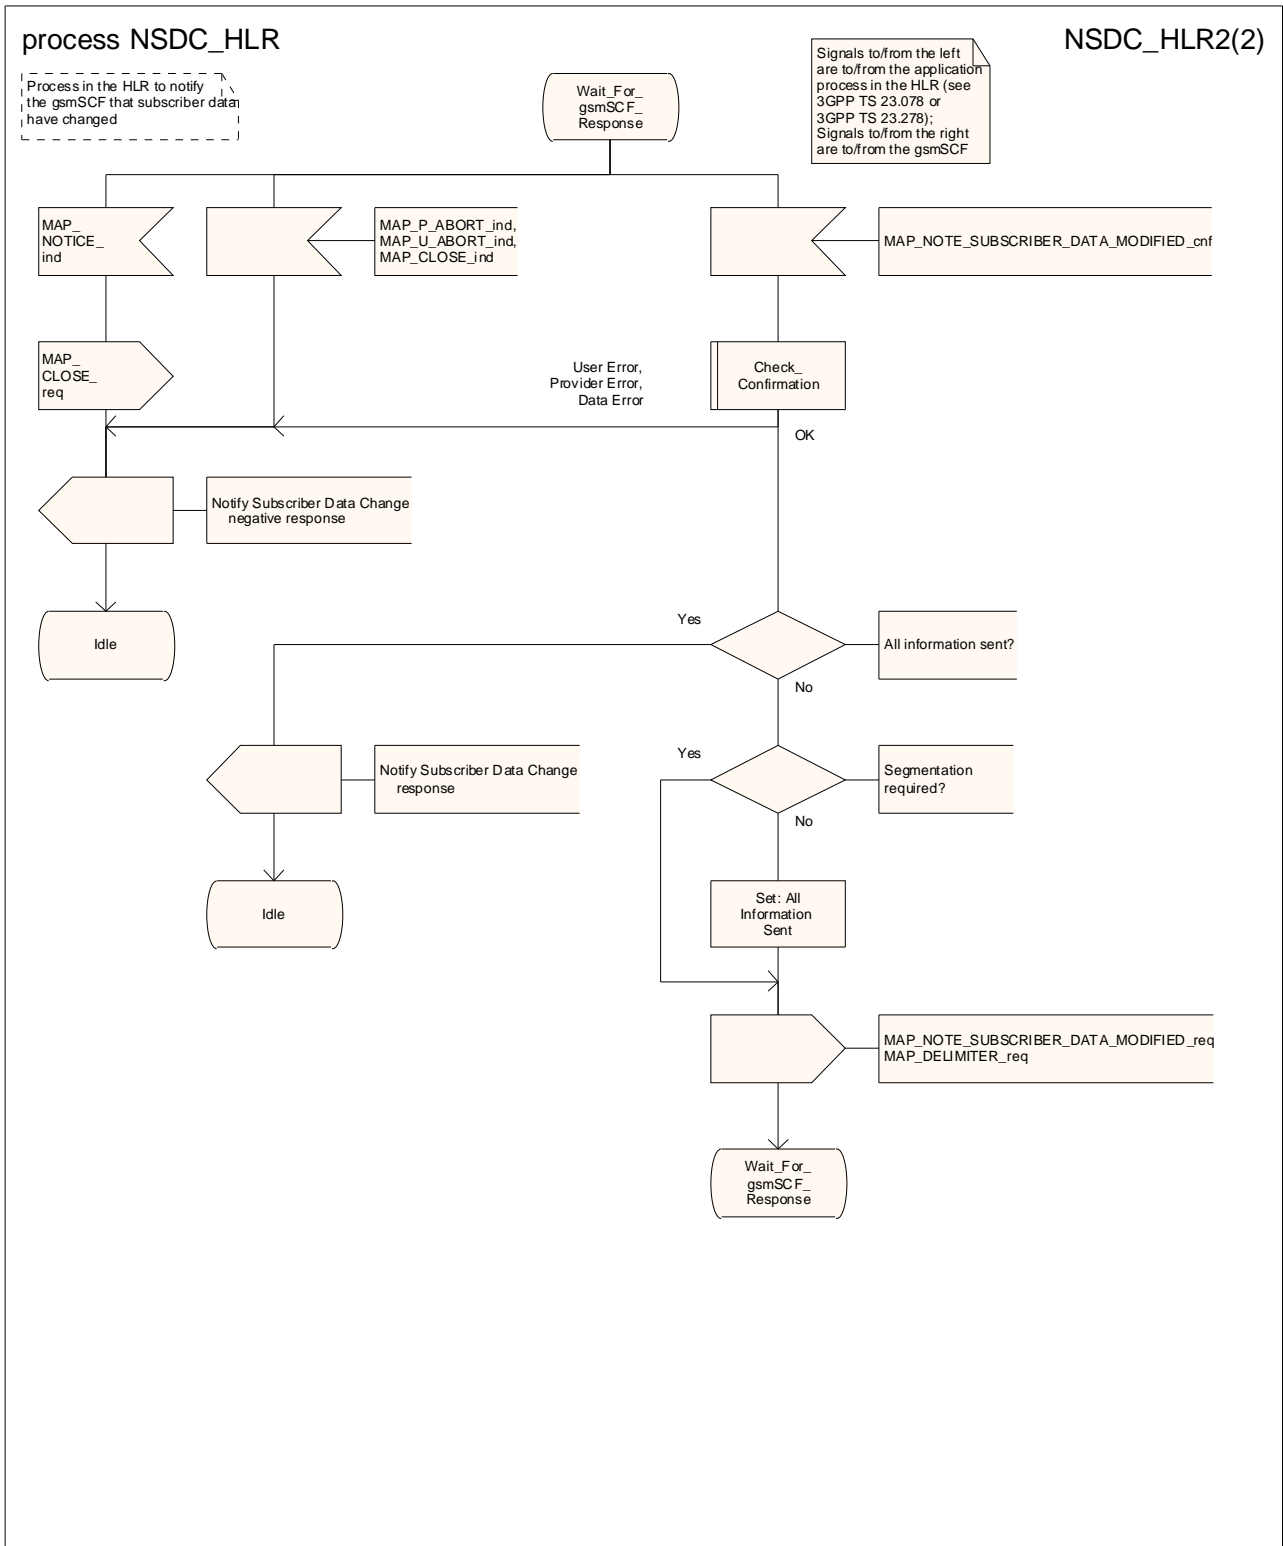 process NSDC_HLR
NSDC_HLR2(2)
Process in the HLR to notify
the gsmSCF that subscriber data
have changed
Wait_For_
gsmSCF_
Response
Signals to/from the left
are to/from the application
process in the HLR (see
3GPP TS 23.078 or
3GPP TS 23.278);
Signals to/from the right
are to/from the gsmSCF
MAP_
NOTICE_
ind
MAP_P_ABORT_ind,
MAP_U_ABORT_ind,
MAP_CLOSE_ind
MAP_NOTE_SUBSCRIBER_DATA_MODIFIED_cnf
MAP_
CLOSE_
req
User Error,
Provider Error,
Data Error
Check_
Confirmation
OK
Notify Subscriber Data Change
negative response
Idle
Yes
All information sent?
No
Notify Subscriber Data Change
response
Yes
Segmentation
required?
No
Idle
Set: All
Information
Sent
MAP_NOTE_SUBSCRIBER_DATA_MODIFIED_req
MAP_DELIMITER_req
Wait_For_
gsmSCF_
Response